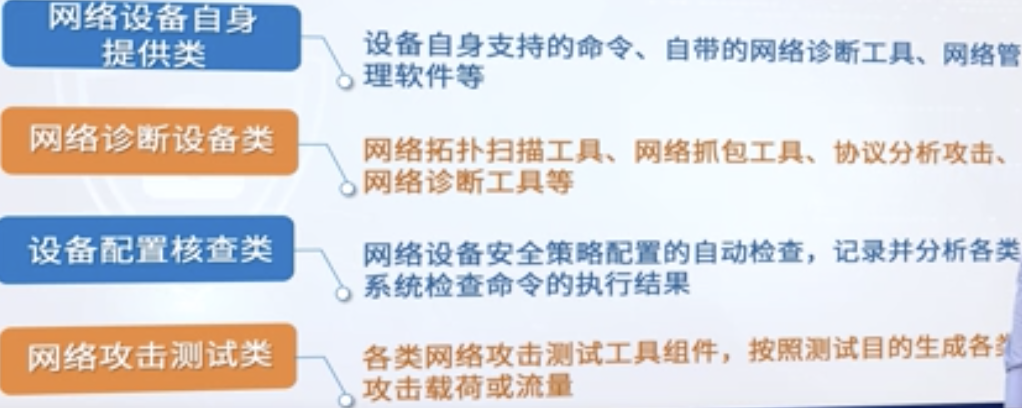 网络设备自身
提供类
设备自身支持的命令、自带的网络诊断工具、网络管
理软件等
网络诊断设备类
网络拓扑扫描工具、网络抓包工具、协议分析攻击、
网络诊断工具等
设备配置核查类
网络设备安全策略配置的自动检查，记录并分析各类
系统检查命令的执行结果
网络攻击测试类
各类网络攻击测试工具组件，按照测试目的生成各类
攻击载荷或流量